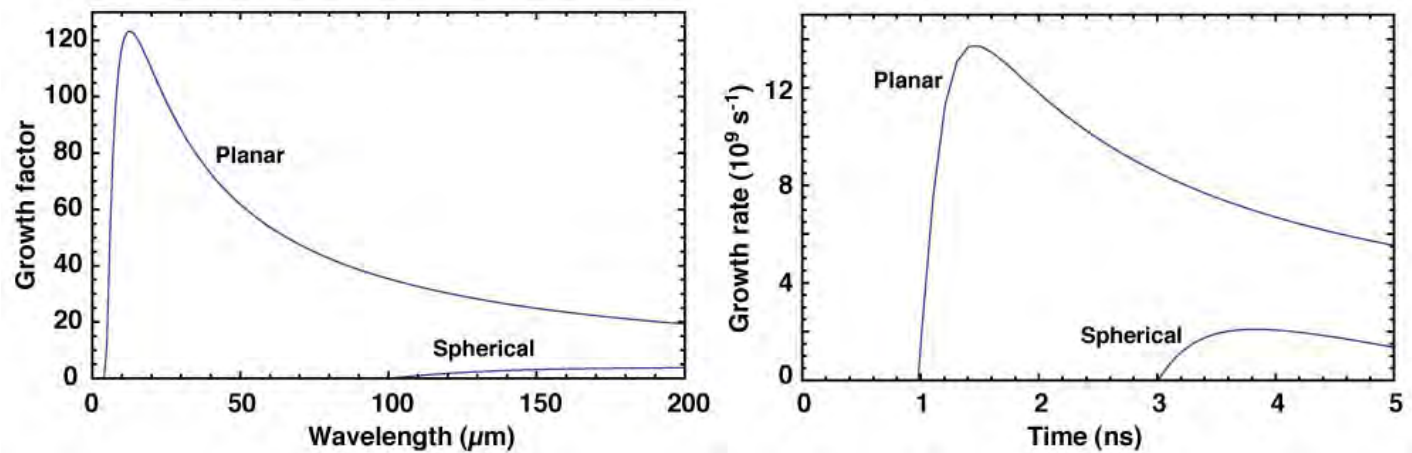 120
100
80
60
40
20
0
Growth factor
Planar
Spherical
0 50 100 150 200
Wavelength (µm)
12
8
4
0
Growth rate (10⁹ s⁻¹)
Planar
Spherical
0 1 2 3 4 5
Time (ns)